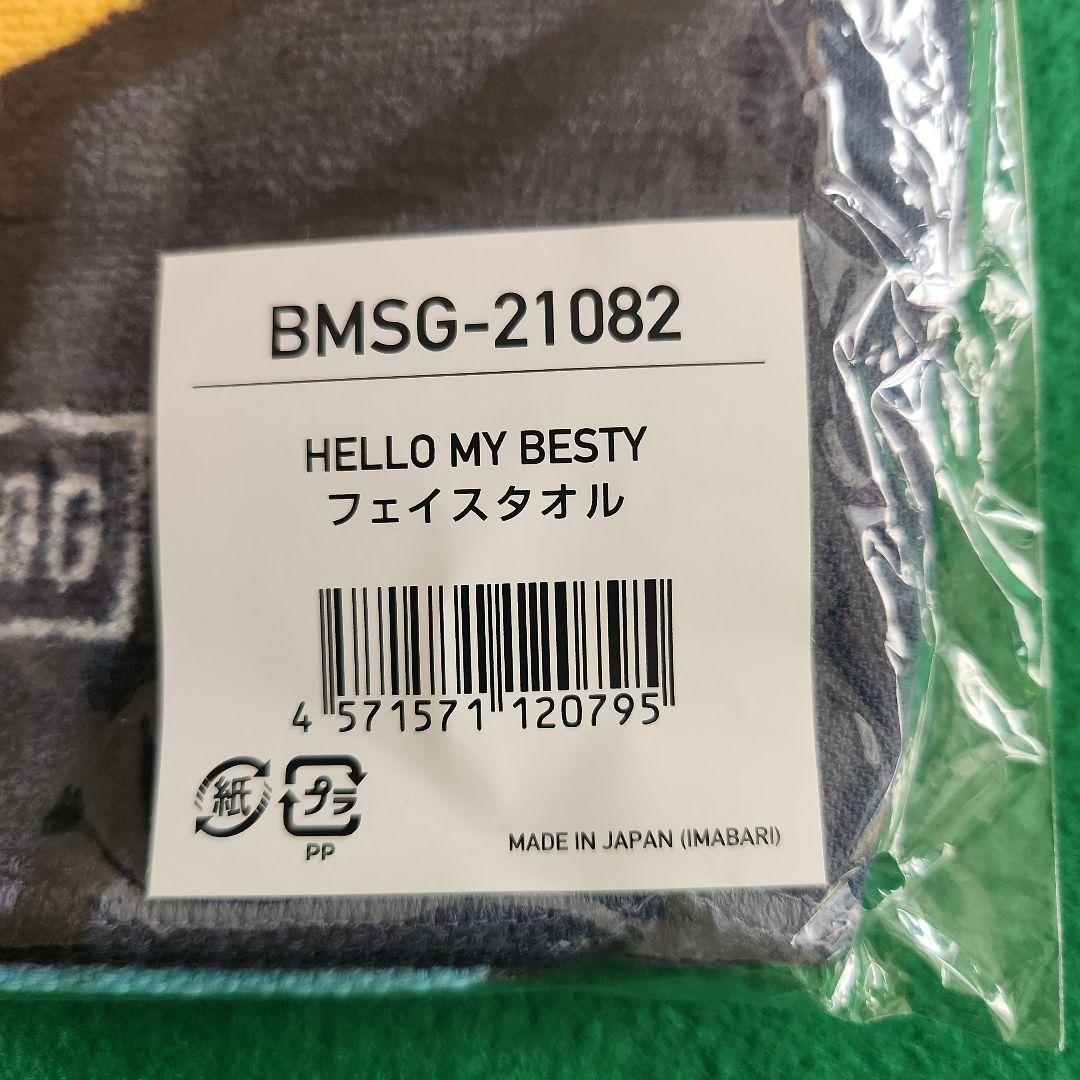 BMSG-21082
HELLO MY BESTY
フェイスタオル
4 571571 120795
紙
プラ
PP
MADE IN JAPAN (IMABARI)